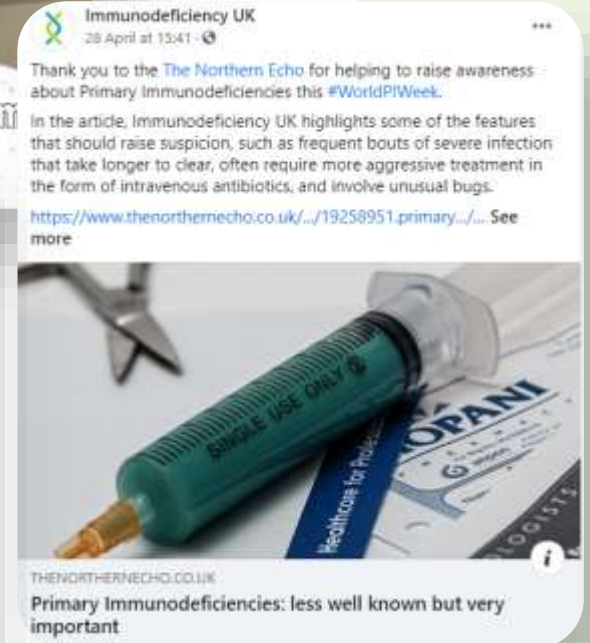 Immunodeficiency UK
28 April at 15:41
Thank you to the The Northern Echo for helping to raise awareness
about Primary Immunodeficiencies this #WorldPIWeek.
In the article, Immunodeficiency UK highlights some of the features
that should raise suspicion, such as frequent bouts of severe infection
that take longer to clear, often require more aggressive treatment in
the form of intravenous antibiotics, and involve unusual bugs.
https://www.thenorthernecho.co.uk/.../19258951.primary.../... See
more
SINGLE USE ONLY
Healthcare for
OPANI
OLOGISTS
i
THENORTHERNECHO.CO.UK
Primary Immunodeficiencies: less well known but very
important